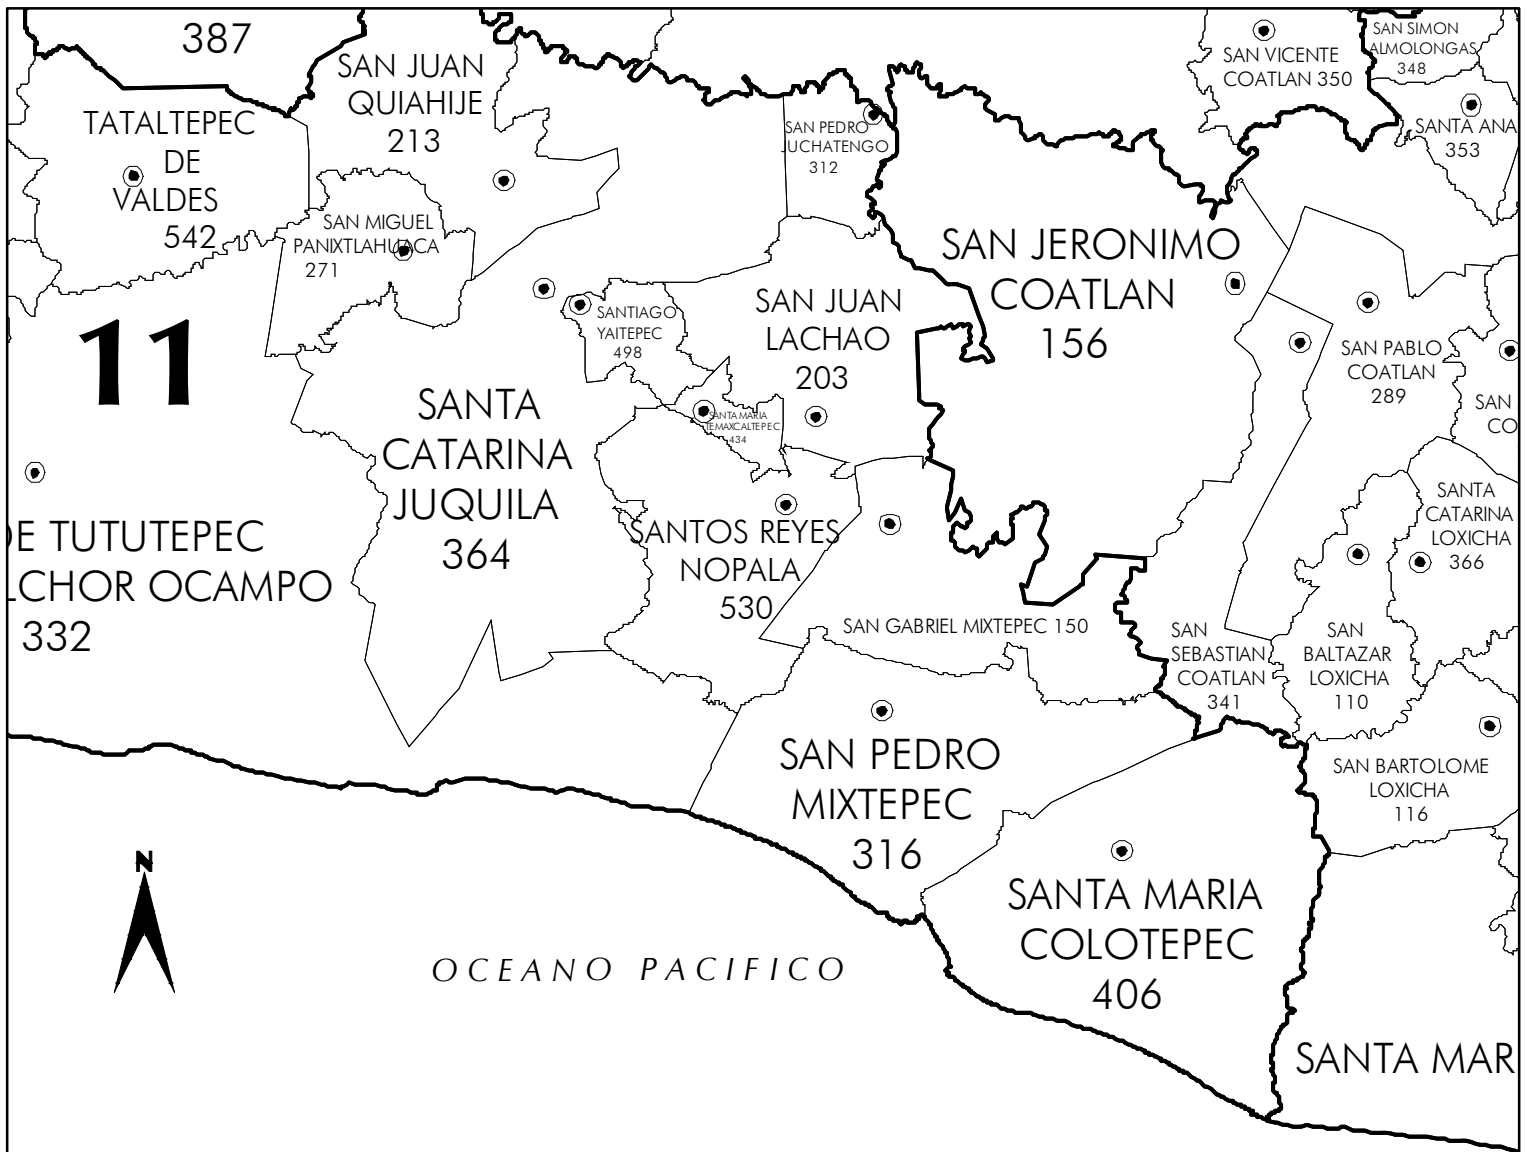 387
SAN JUAN
QUIAHIJE
213
TATALTEPEC
DE
VALDES
542
SAN MIGUEL
PANIXTLAHUACA
271
SAN PEDRO
JUCHATENGO
312
SAN VICENTE
COATLAN 350
SAN SIMON
ALMOLONGAS
348
SANTA ANA
353
SAN JERONIMO
COATLAN
156
SANTIAGO
YAITEPEC
498
SAN JUAN
LACHAO
203
11
SANTA
CATARINA
JUQUILA
364
SANTA MARIA
TEMAXCALTEPEC
434
SAN PABLO
COATLAN
289
SAN
CO
SANTA
CATARINA
LOXICHA
366
DE TUTUTEPEC
LCHOR OCAMPO
332
SANTOS REYES
NOPALA
530
SAN GABRIEL MIXTEPEC 150
SAN
SEBASTIAN
COATLAN
341
SAN
BALTAZAR
LOXICHA
110
SAN PEDRO
MIXTEPEC
316
SAN BARTOLOME
LOXICHA
116
N
SANTA MARIA
COLOTEPEC
406
OCEANO PACIFICO
SANTA MAR